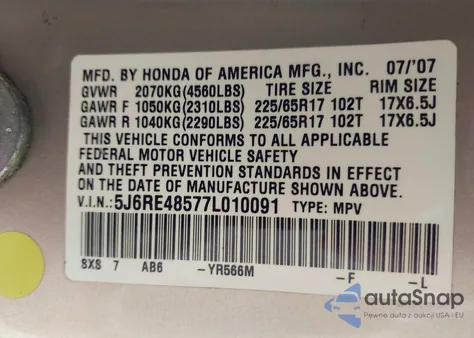 MFD. BY HONDA OF AMERICA MFG., INC. 07/'07
GVWR 2070KG(4560LBS) TIRE SIZE RIM SIZE
GAWR F 1050KG(2310LBS) 225/65R17 102T 17X6.5J
GAWR R 1040KG(2290LBS) 225/65R17 102T 17X6.5J
THIS VEHICLE CONFORMS TO ALL APPLICABLE
FEDERAL MOTOR VEHICLE SAFETY
AND THEFT PREVENTION STANDARDS IN EFFECT
ON THE DATE OF MANUFACTURE SHOWN ABOVE.
V.I.N.: 5J6RE48577L010091 TYPE: MPV
SXS 7 AB6 -YR566M -F -L
autoSnap
Pewne auta z aukcji USA i EU